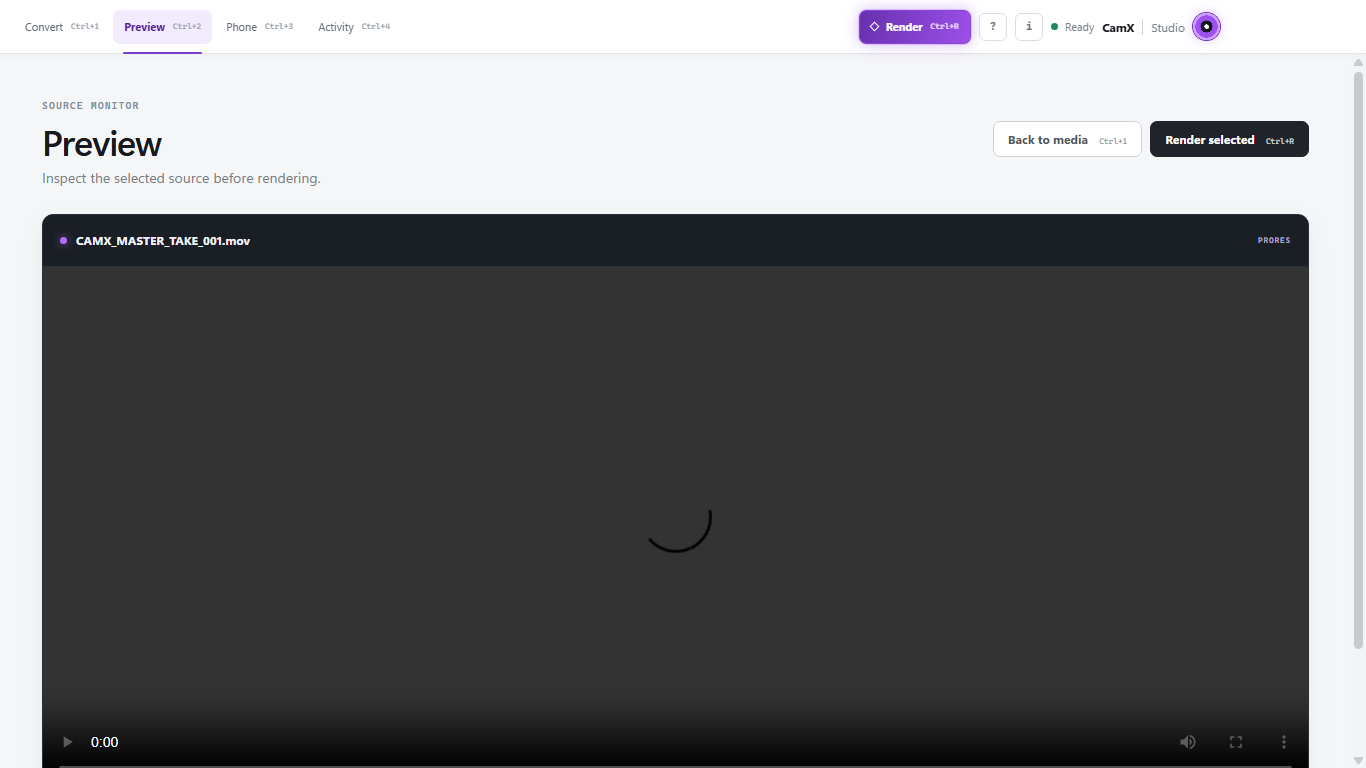 Convert Ctrl+1 Preview Ctrl+2 Phone Ctrl+3 Activity Ctrl+4 Render Ctrl+R ? i Ready CamX Studio
SOURCE MONITOR
Preview
Back to media Ctrl+1 Render selected Ctrl+R
Inspect the selected source before rendering.
CAMX_MASTER_TAKE_001.mov PRORES
0:00